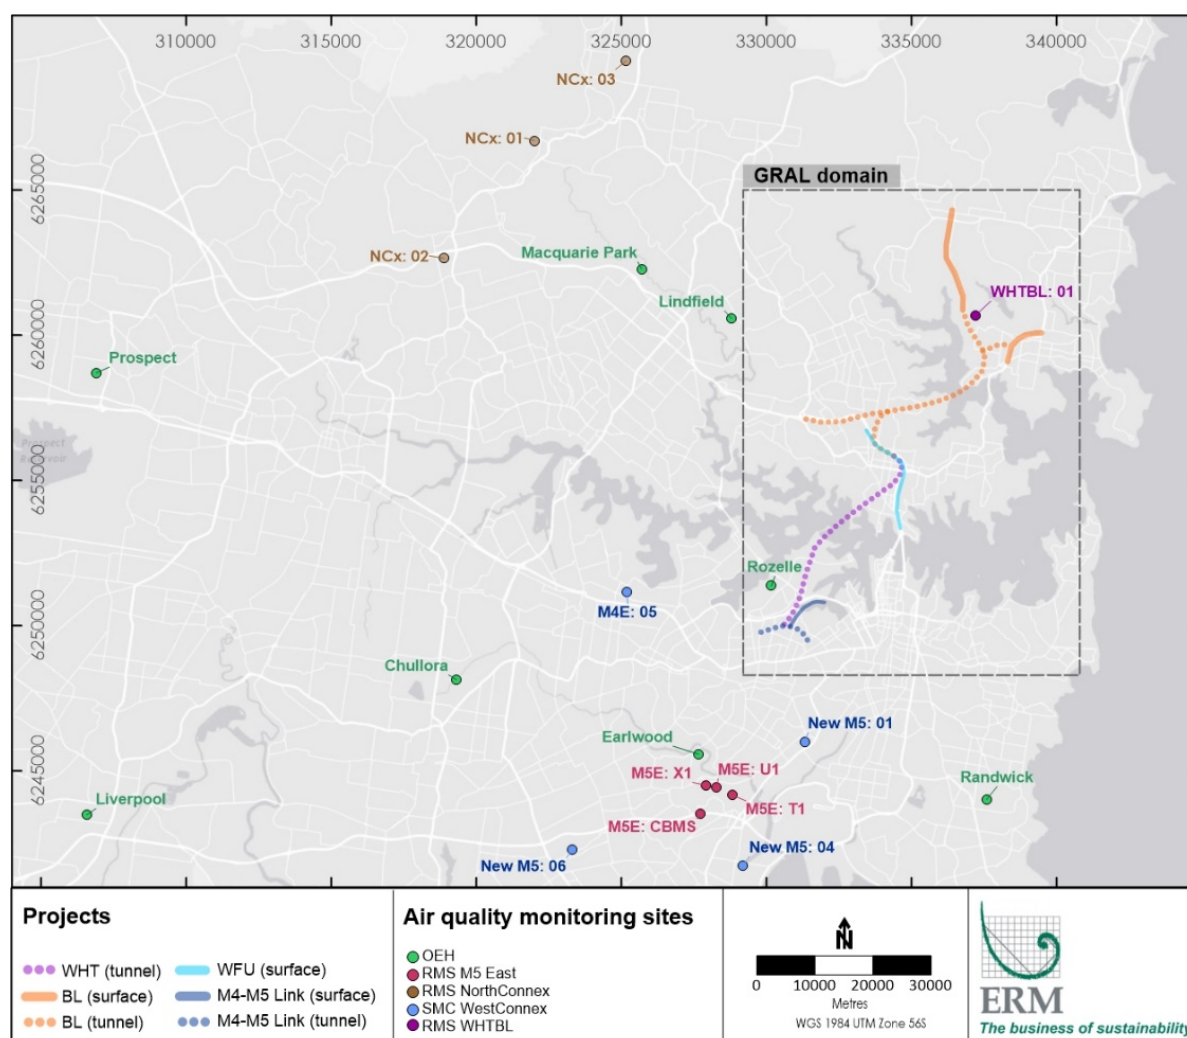 310000 315000 320000 325000 330000 335000 340000
NCx: 03
NCx: 01
6265000
GRAL domain
NCx: 02
Macquarie Park
WHTBL: 01
Lindfield
6260000
Prospect
Prospect
Reservoir
6255000
Rozelle
M4E: 05
6250000
Chullora
New M5: 01
Earlwood
M5E: X1
M5E: U1
6245000
Randwick
Liverpool
M5E: T1
M5E: CBMS
New M5: 04
New M5: 06
Projects
WHT (tunnel)
BL (surface)
BL (tunnel)
WFU (surface)
M4-M5 Link (surface)
M4-M5 Link (tunnel)
Air quality monitoring sites
OEH
RMS M5 East
RMS NorthConnex
SMC WestConnex
RMS WHTBL
N
0 10000 20000 30000
Metres
WGS 1984 UTM Zone 56S
ERM
The business of sustainability